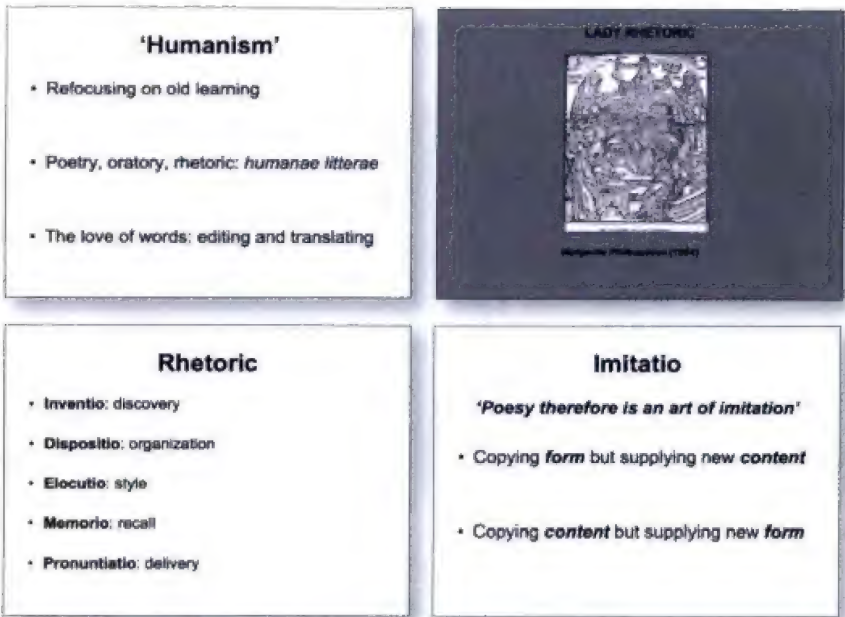 'Humanism'
• Refocusing on old learning
• Poetry, oratory, rhetoric: humanae litterae
• The love of words: editing and translating
LADY RHETORIC
Rhetoric
• Inventio: discovery
• Dispositio: organization
• Elocutio: style
• Memorio: recall
• Pronuntiatio: delivery
Imitatio
'Poesy therefore is an art of imitation'
• Copying form but supplying new content
• Copying content but supplying new form